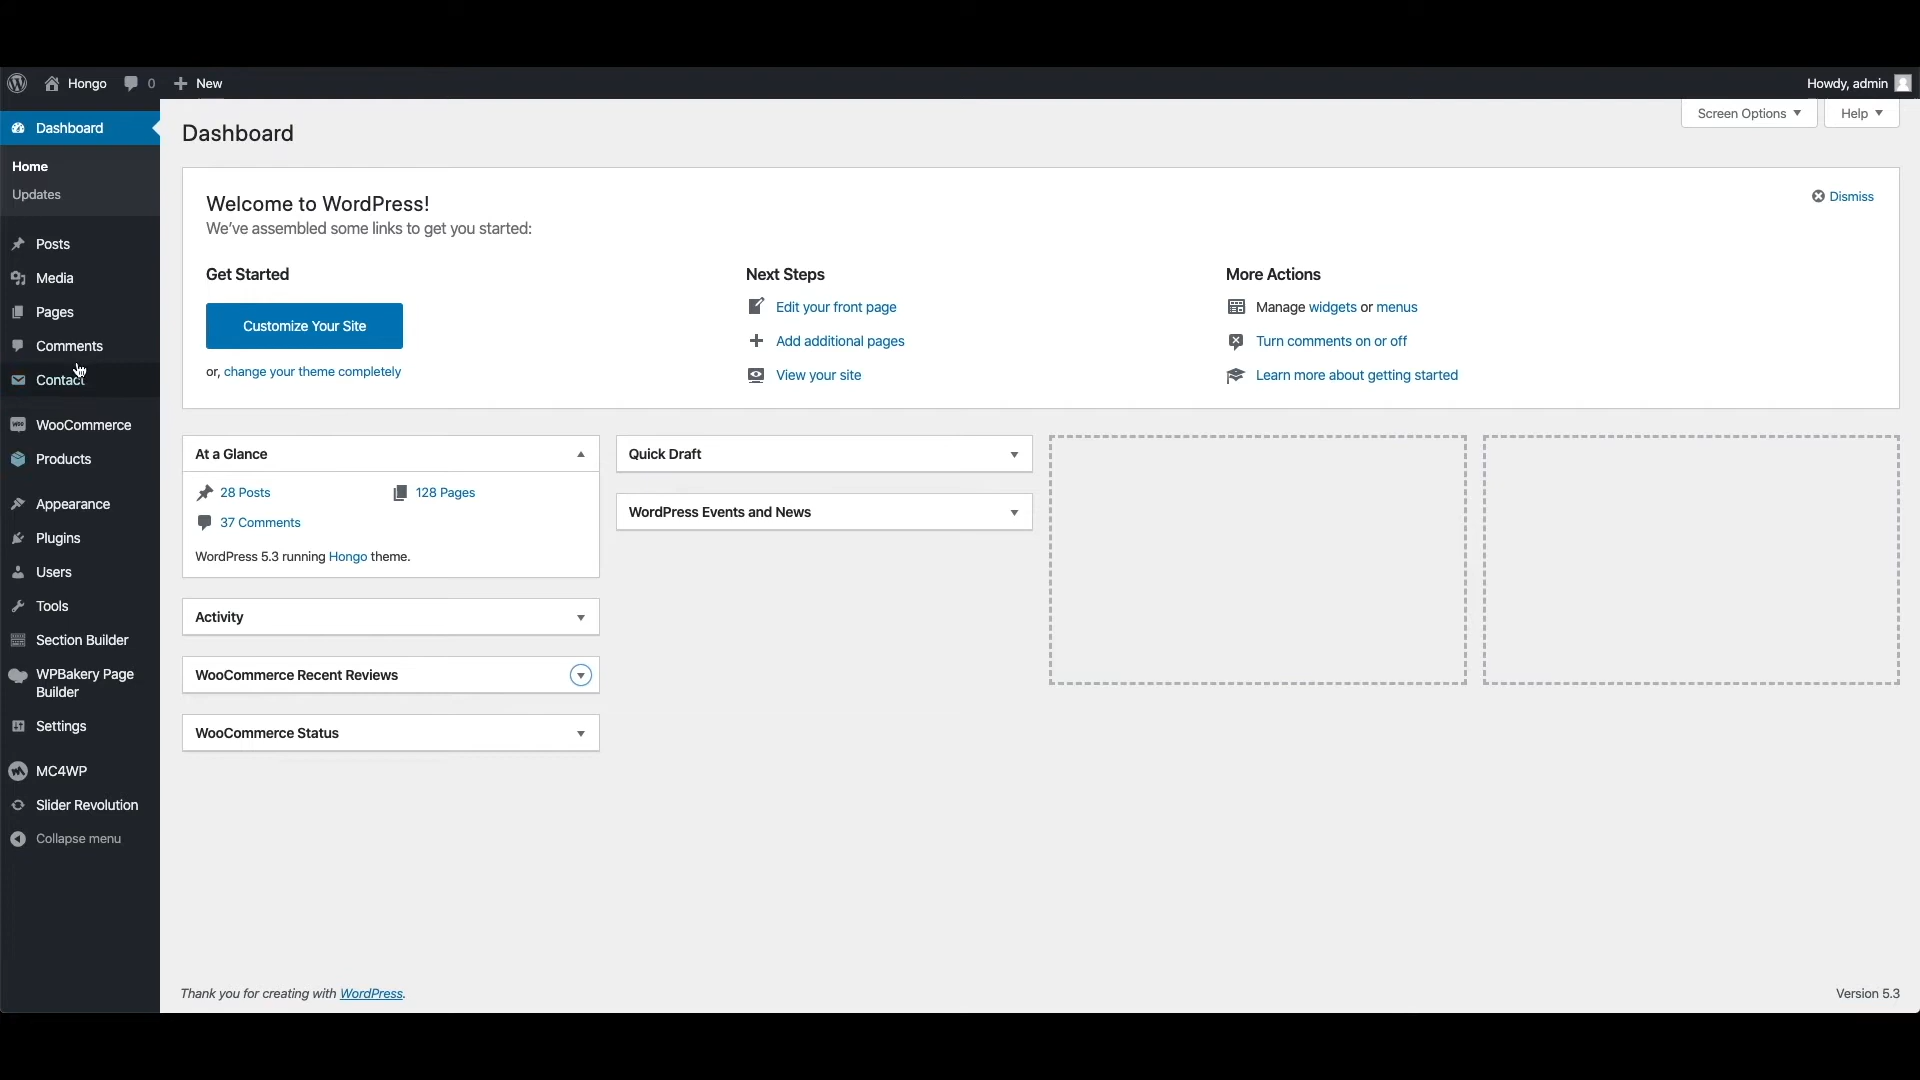 Hongo
0
New
Howdy, admin
Dashboard
Home
Updates
Posts
Media
Pages
Comments
Contact
WooCommerce
Products
Appearance
Plugins
Users
Tools
Section Builder
WPBakery Page
Builder
Settings
MC4WP
Slider Revolution
Collapse menu
Dashboard
Screen Options
Help
Welcome to WordPress!
We've assembled some links to get you started:
Dismiss
Get Started
Customize Your Site
or, change your theme completely
Next Steps
Edit your front page
Add additional pages
View your site
More Actions
Manage widgets or menus
Turn comments on or off
Learn more about getting started
At a Glance
28 Posts
128 Pages
37 Comments
WordPress 5.3 running Hongo theme.
Activity
WooCommerce Recent Reviews
WooCommerce Status
Quick Draft
WordPress Events and News
Thank you for creating with WordPress.
Version 5.3